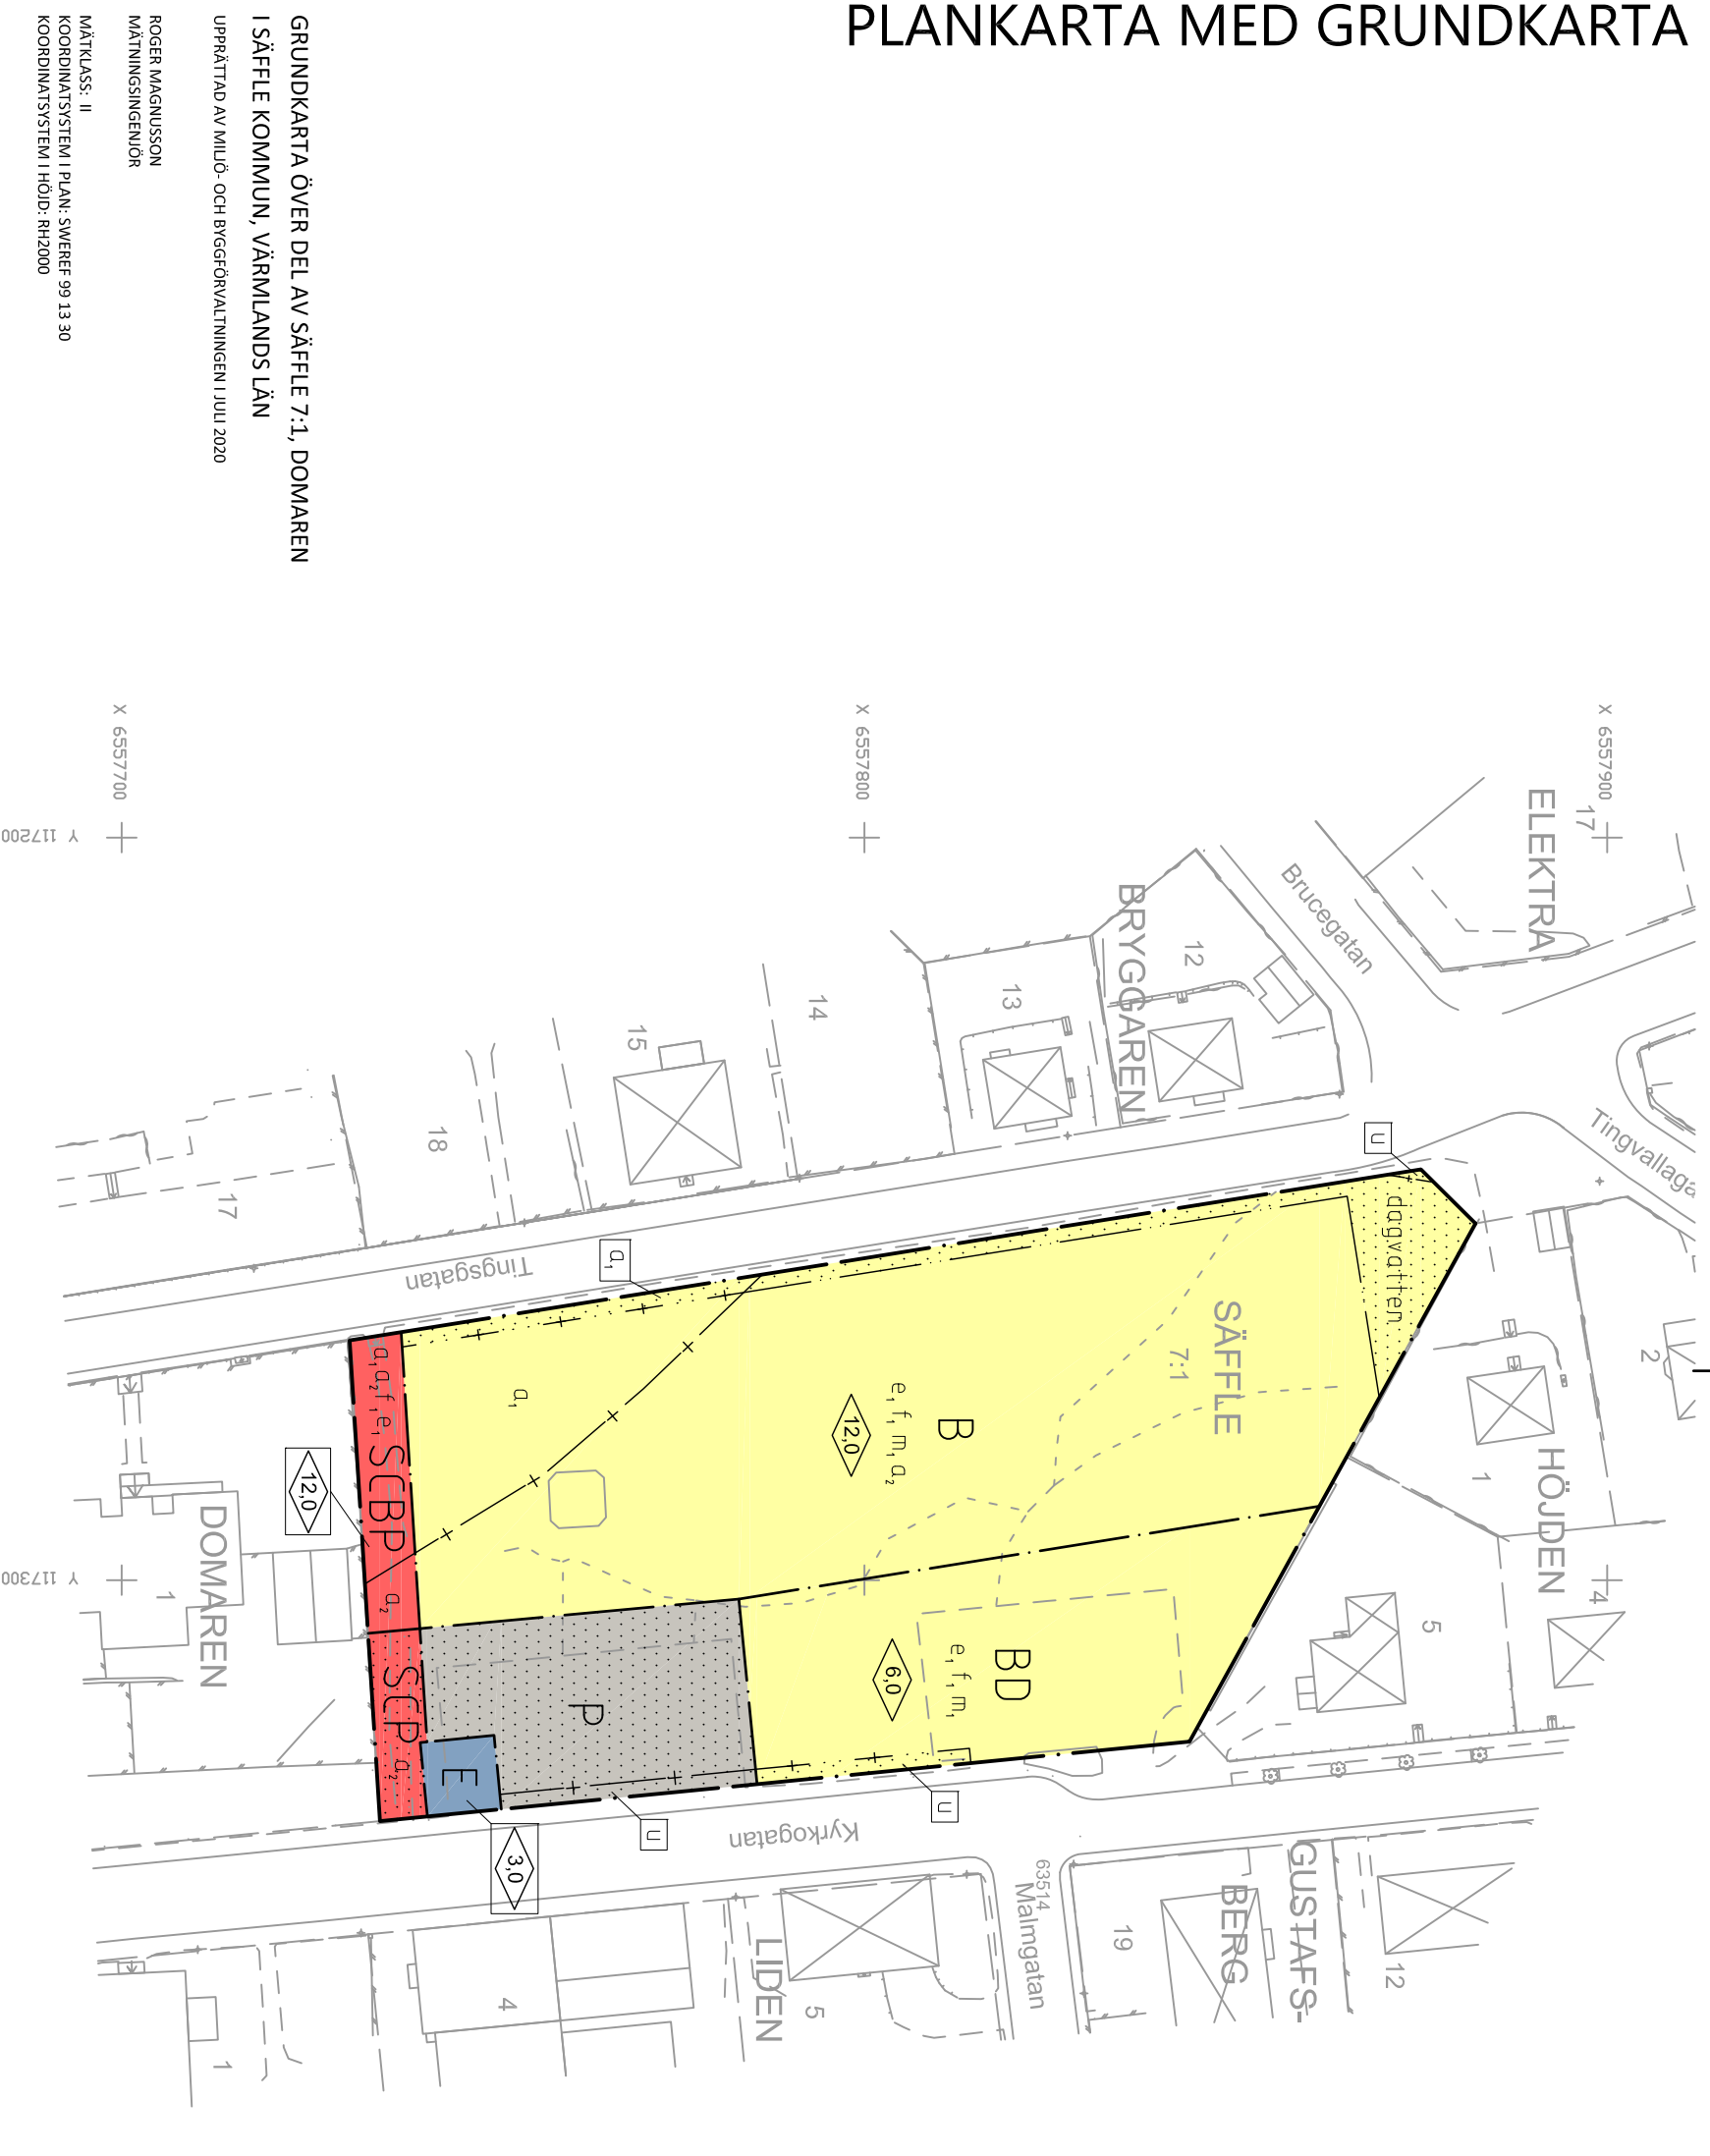 PLANKARTA MED GRUNDKARTA
GRUNDKARTA ÖVER DEL AV SÄFFLE 7:1, DOMAREN
I SÄFFLE KOMMUN, VÄRMLANDS LÄN
UPPRÄTTAD AV MILJÖ- OCH BYGGFÖRVALTNINGEN I JULI 2020
ROGER MAGNUSSON
MÄTNINGSINGENJÖR
MÄTKLASS: II
KOORDINATSYSTEM I PLAN: SWEREF 99 13 30
KOORDINATSYSTEM I HÖJD: RH2000
X 6557700
X 6557800
X 6557900
Y 117200
Y 117300
ELEKTRA
17
Brucegatan
BRYGGAREN
12
13
14
15
18
17
Tingvallaga
Tingsgatan
u
dagvatten
a₁
SÄFFLE
7:1
B
e₁ f₁ m₁ a₂
12,0
a₁
a₁ a₂ f₁ e₁ SCBP
a₂
12,0
SCP a₂
P
E
3,0
BD
e₁ f₁ m₁
6,0
u
u
HÖJDEN
2
1
4
5
DOMAREN
1
Kyrkogatan
63514
Malmgatan
GUSTAFS-
BERG
12
19
LIDEN
5
4
1